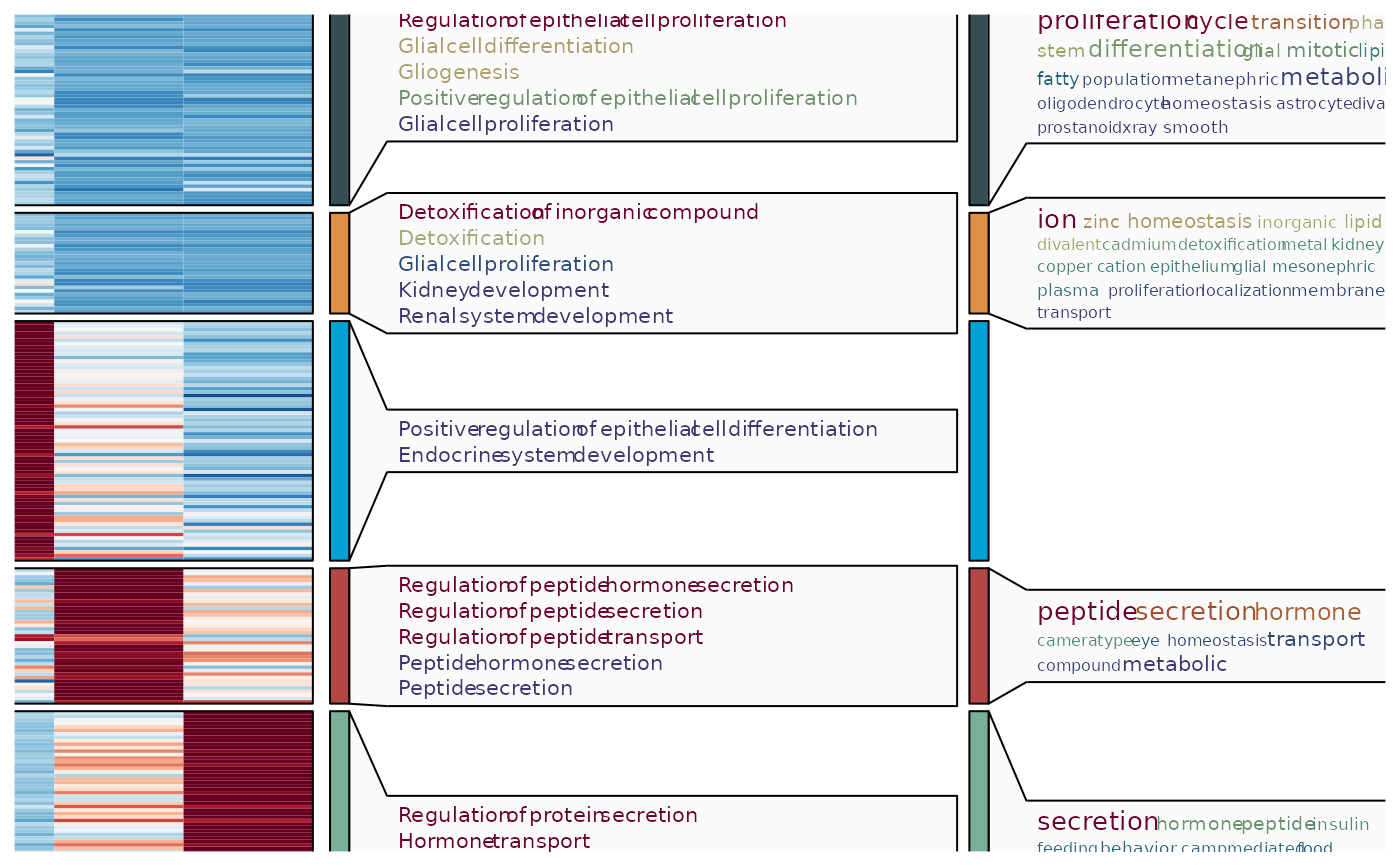 Regulation of epithelial cell proliferation
Glial cell differentiation
Gliogenesis
Positive regulation of epithelial cell proliferation
Glial cell proliferation
Detoxification of inorganic compound
Detoxification
Glial cell proliferation
Kidney development
Renal system development
Positive regulation of epithelial cell differentiation
Endocrine system development
Regulation of peptide hormone secretion
Regulation of peptide secretion
Regulation of peptide transport
Peptide hormone secretion
Peptide secretion
Regulation of protein secretion
Hormone transport
proliferation cycle transition pha
stem differentiation glial mitotic lipi
fatty population metanephric metaboli
oligodendrocyte homeostasis astrocyte diva
prostanoid xray smooth
ion zinc homeostasis inorganic lipid
divalent cadmium detoxification metal kidney
copper cation epithelium glial mesonephric
plasma proliferation localization membrane
transport
peptide secretion hormone
cameratype eye homeostasis transport
compound metabolic
secretion hormone peptide insulin
feeding behavior campmediated food